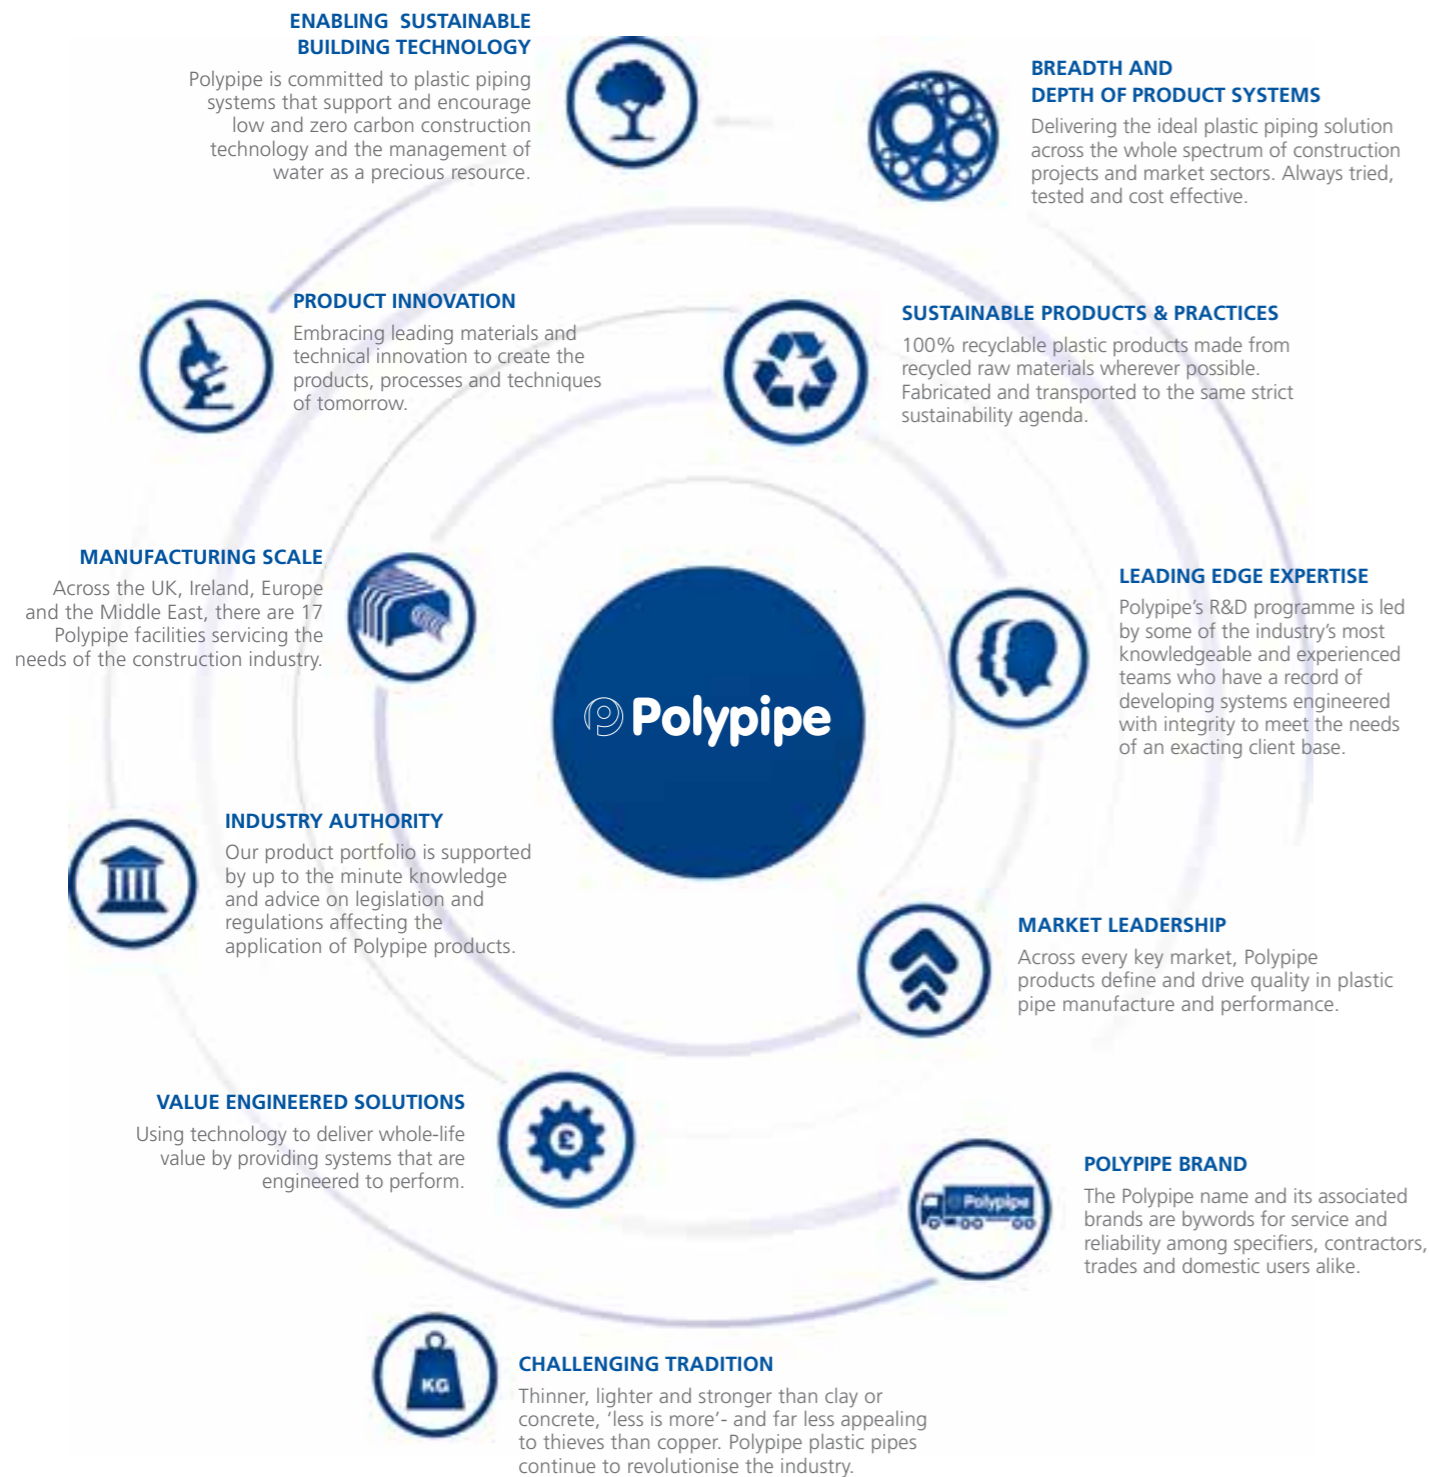 ENABLING SUSTAINABLE
BUILDING TECHNOLOGY
Polypipe is committed to plastic piping
systems that support and encourage
low and zero carbon construction
technology and the management of
water as a precious resource.
BREADTH AND
DEPTH OF PRODUCT SYSTEMS
Delivering the ideal plastic piping solution
across the whole spectrum of construction
projects and market sectors. Always tried,
tested and cost effective.
PRODUCT INNOVATION
Embracing leading materials and
technical innovation to create the
products, processes and techniques
of tomorrow.
SUSTAINABLE PRODUCTS & PRACTICES
100% recyclable plastic products made from
recycled raw materials wherever possible.
Fabricated and transported to the same strict
sustainability agenda.
MANUFACTURING SCALE
Across the UK, Ireland, Europe
and the Middle East, there are 17
Polypipe facilities servicing the
needs of the construction industry.
LEADING EDGE EXPERTISE
Polypipe’s R&D programme is led
by some of the industry’s most
knowledgeable and experienced
teams who have a record of
developing systems engineered
with integrity to meet the needs
of an exacting client base.
Polypipe
INDUSTRY AUTHORITY
Our product portfolio is supported
by up to the minute knowledge
and advice on legislation and
regulations affecting the
application of Polypipe products.
MARKET LEADERSHIP
Across every key market, Polypipe
products define and drive quality in plastic
pipe manufacture and performance.
VALUE ENGINEERED SOLUTIONS
Using technology to deliver whole-life
value by providing systems that are
engineered to perform.
£
Polypipe
POLYPIPE BRAND
The Polypipe name and its associated
brands are bywords for service and
reliability among specifiers, contractors,
trades and domestic users alike.
KG
CHALLENGING TRADITION
Thinner, lighter and stronger than clay or
concrete, ‘less is more’- and far less appealing
to thieves than copper. Polypipe plastic pipes
continue to revolutionise the industry.